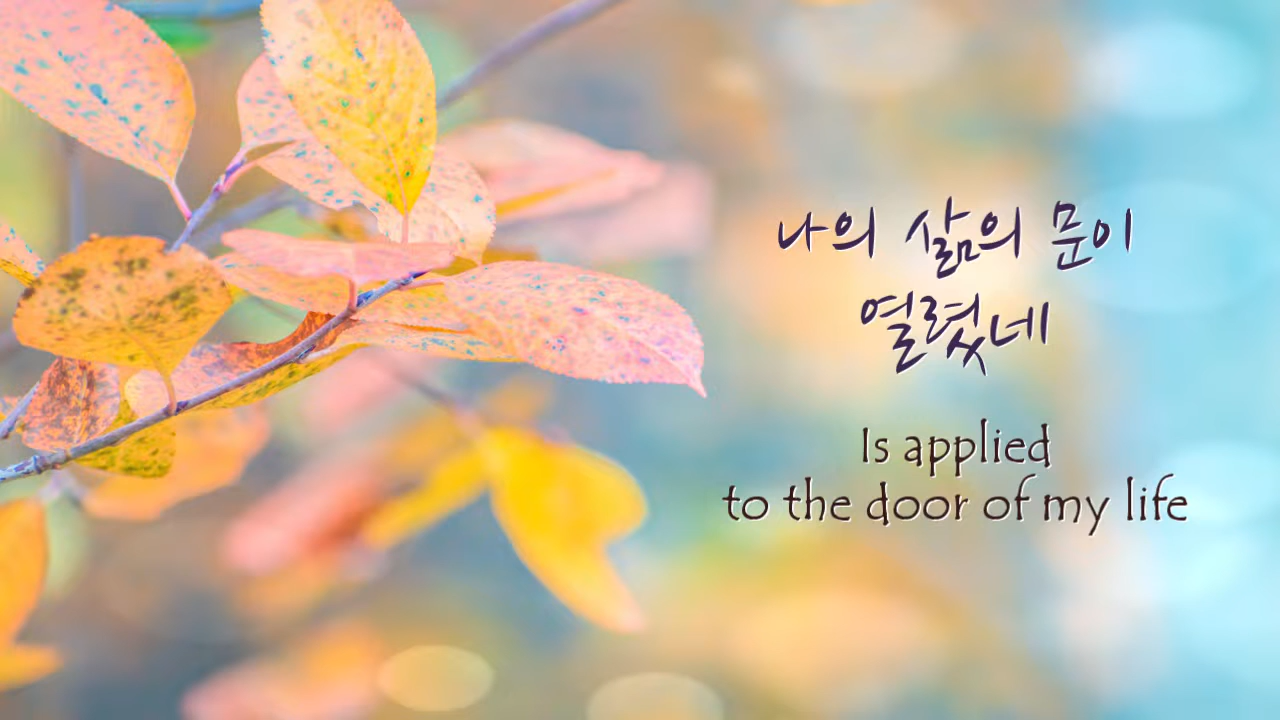 나의 삶의 문이
열렸네
Is applied
to the door of my life